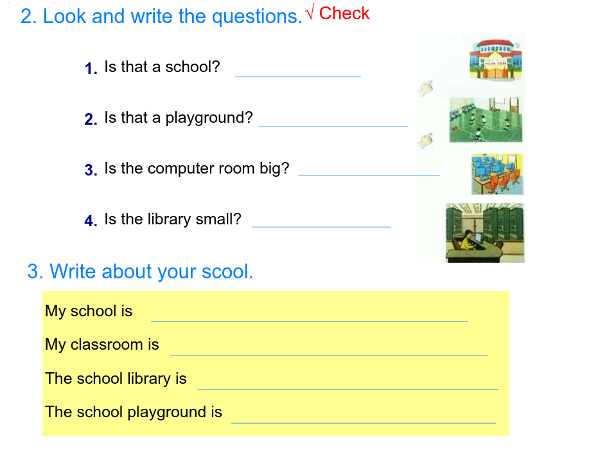 2. Look and write the questions. √ Check
1. Is that a school?
2. Is that a playground?
3. Is the computer room big?
4. Is the library small?
3. Write about your scool.
My school is
My classroom is
The school library is
The school playground is